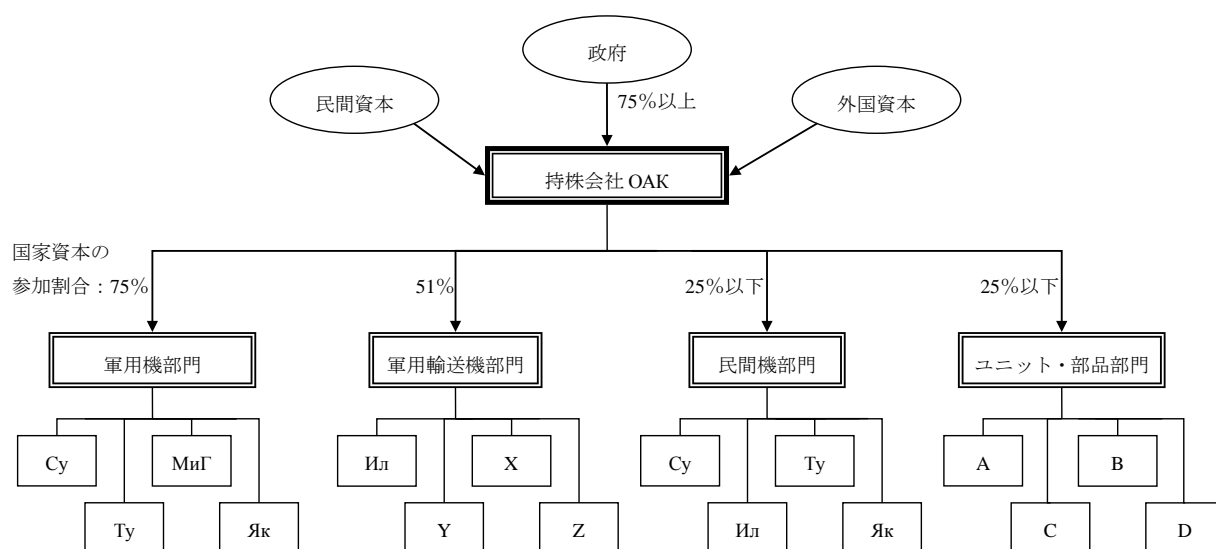 政府
民間資本
75%以上
外国資本
持株会社 ОАК
国家資本の
参加割合：75%
51%
25%以下
25%以下
軍用機部門
軍用輸送機部門
民間機部門
ユニット・部品部門
Су
МиГ
Ил
X
Су
Ту
A
B
Ту
Як
Y
Z
Ил
Як
C
D